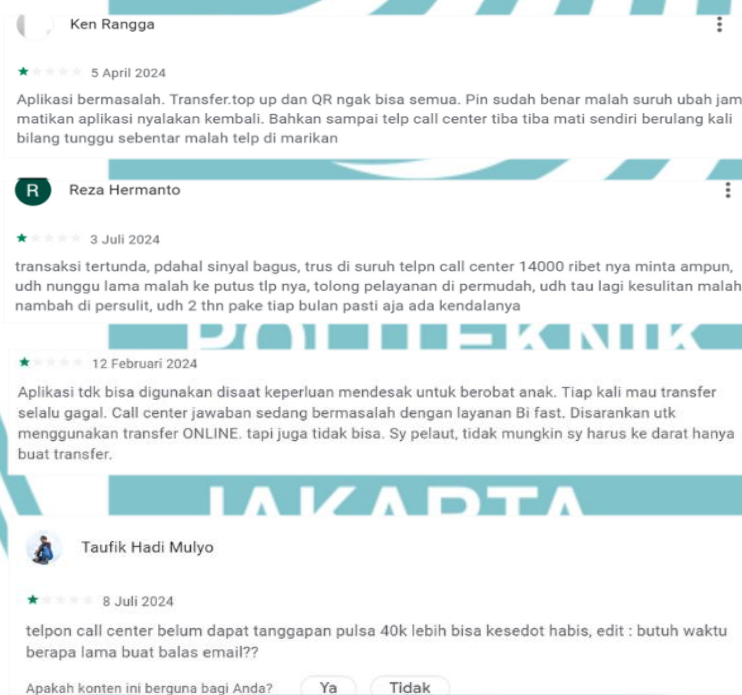 Ken Rangga
5 April 2024
Aplikasi bermasalah. Transfer.top up dan QR ngak bisa semua. Pin sudah benar malah suruh ubah jam
matikan aplikasi nyalakan kembali. Bahkan sampai telp call center tiba tiba mati sendiri berulang kali
bilang tunggu sebentar malah telp di marikan
R Reza Hermanto
3 Juli 2024
transaksi tertunda, pdahal sinyal bagus, trus di suruh telpn call center 14000 ribet nya minta ampun,
udh nunggu lama malah ke putus tlp nya, tolong pelayanan di permudah, udh tau lagi kesulitan malah
nambah di persulit, udh 2 thn pake tiap bulan pasti aja ada kendalanya
POLITEKNIK
12 Februari 2024
Aplikasi tdk bisa digunakan disaat keperluan mendesak untuk berobat anak. Tiap kali mau transfer
selalu gagal. Call center jawaban sedang bermasalah dengan layanan Bi fast. Disarankan utk
menggunakan transfer ONLINE. tapi juga tidak bisa. Sy pelaut, tidak mungkin sy harus ke darat hanya
buat transfer.
JAKARTA
Taufik Hadi Mulyo
8 Juli 2024
telpon call center belum dapat tanggapan pulsa 40k lebih bisa kesedot habis, edit : butuh waktu
berapa lama buat balas email??
Apakah konten ini berguna bagi Anda? Ya Tidak